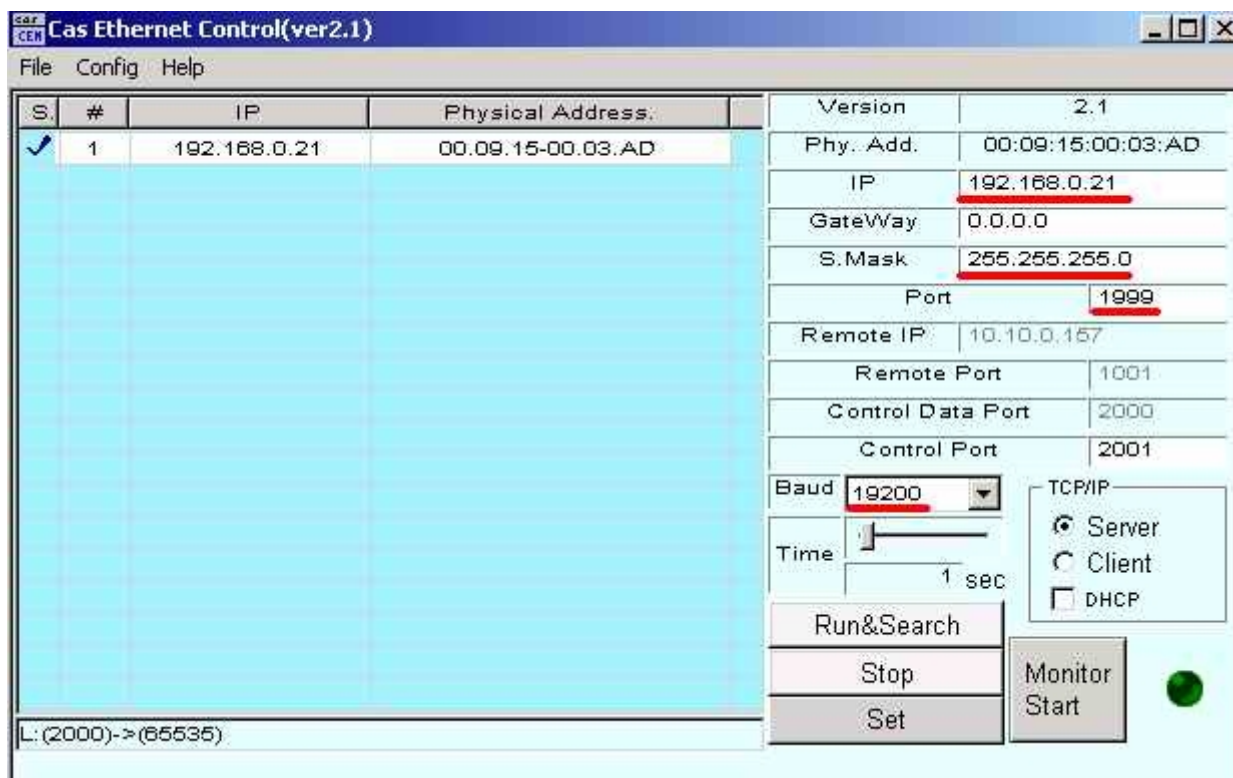 cas
CEM
Cas Ethernet Control(ver2.1)
File Config Help
S. # IP Physical Address.
1 192.168.0.21 00.09.15-00.03.AD
L:(2000)->(65535)
Version 2.1
Phy. Add. 00:09:15:00:03:AD
IP 192.168.0.21
GateWay 0.0.0.0
S.Mask 255.255.255.0
Port 1999
Remote IP 10.10.0.157
Remote Port 1001
Control Data Port 2000
Control Port 2001
Baud 19200
Time
1 sec
TCP/IP
Server
Client
DHCP
Run&Search
Stop
Set
Monitor
Start